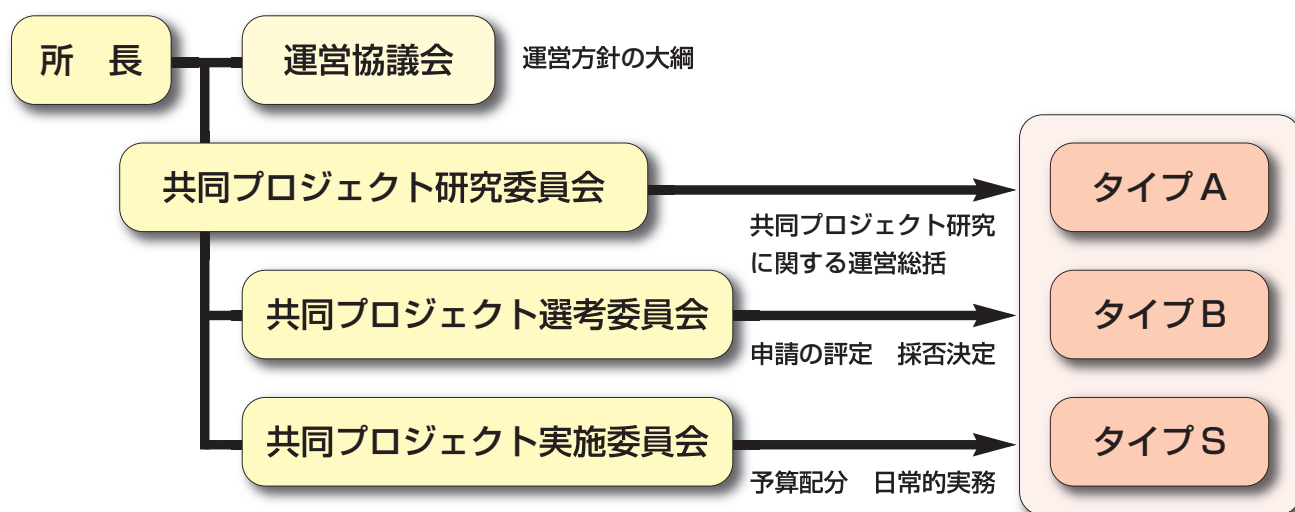 所　長
運営協議会
運営方針の大綱
共同プロジェクト研究委員会
タイプA
共同プロジェクト研究
に関する運営総括
共同プロジェクト選考委員会
タイプB
申請の評定　採否決定
共同プロジェクト実施委員会
タイプS
予算配分　日常的実務